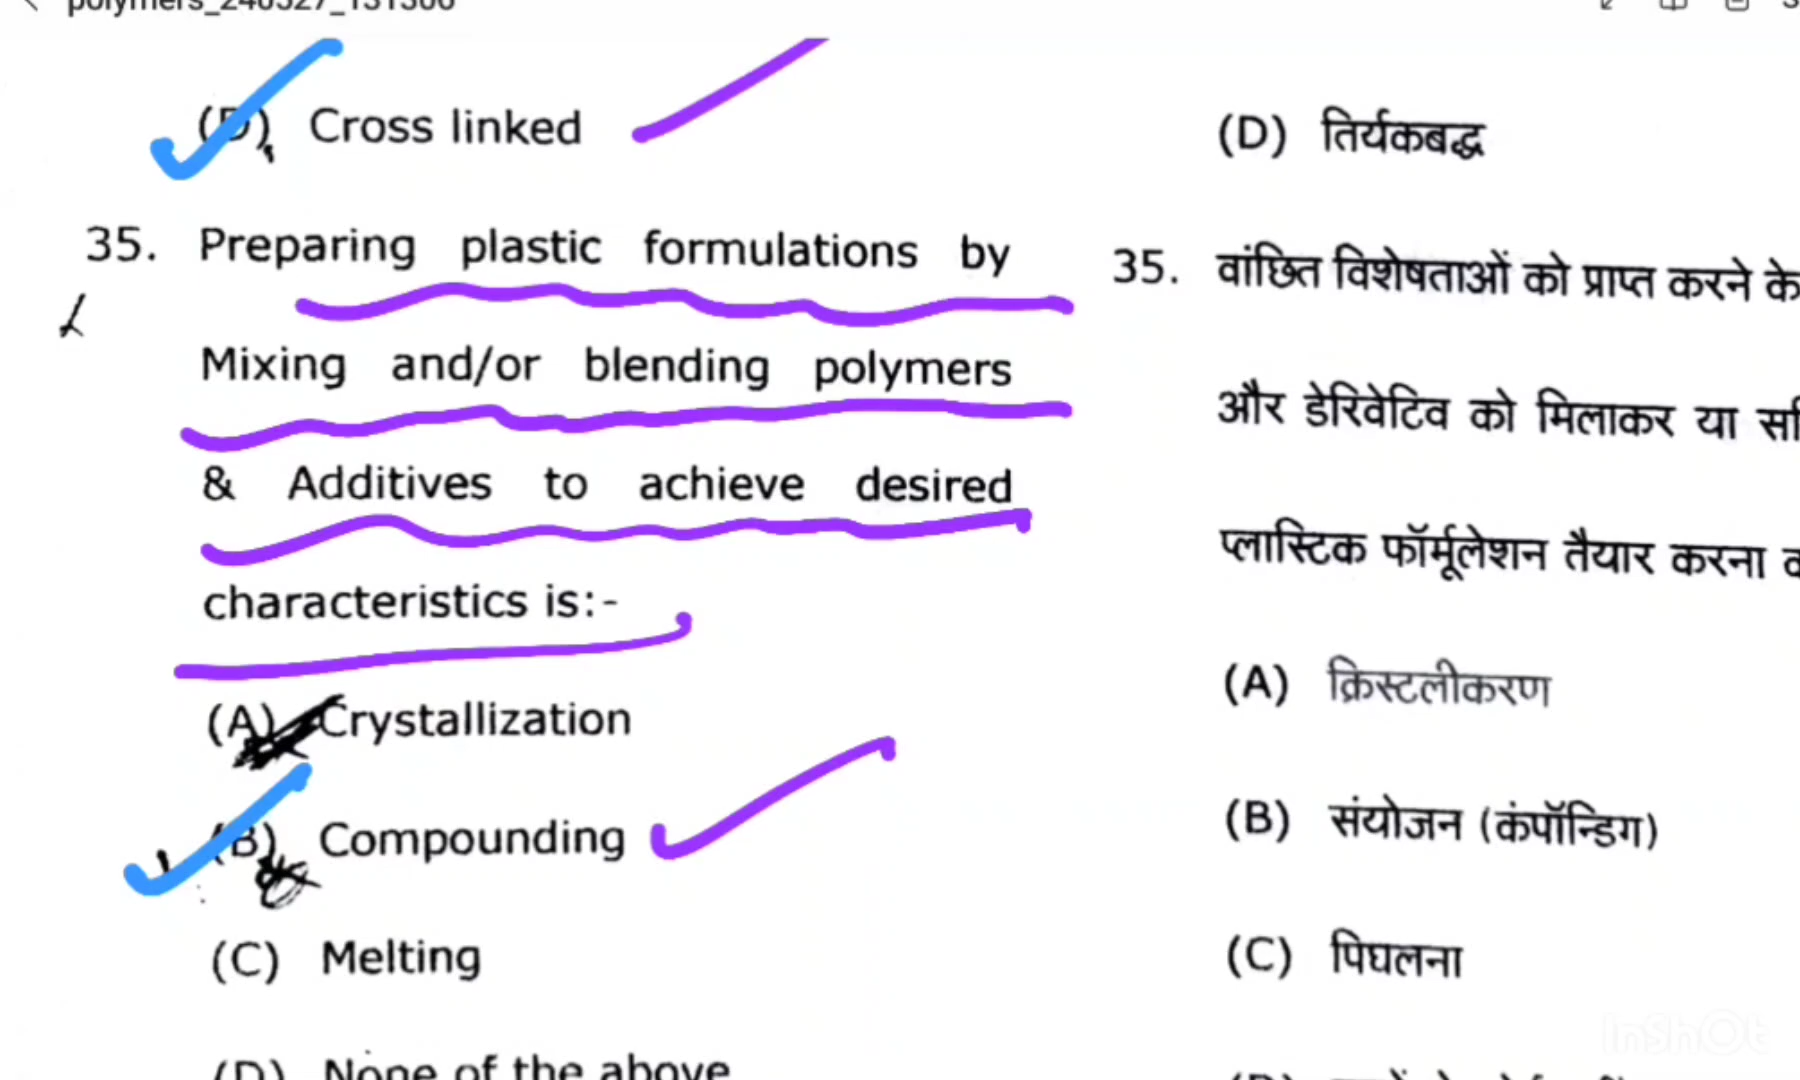 (D) Cross linked
35. Preparing plastic formulations by
Mixing and/or blending polymers
& Additives to achieve desired
characteristics is:-
(A) Crystallization
(B) Compounding
(C) Melting
(D) None of the above
(D) तिर्यकबद्ध
35. वांछित विशेषताओं को प्राप्त करने के
और डेरिवेटिव को मिलाकर या
प्लास्टिक फॉर्मूलेशन तैयार करना
(A) क्रिस्टलीकरण
(B) संयोजन (कंपॉन्डिग)
(C) पिघलना
InShOt